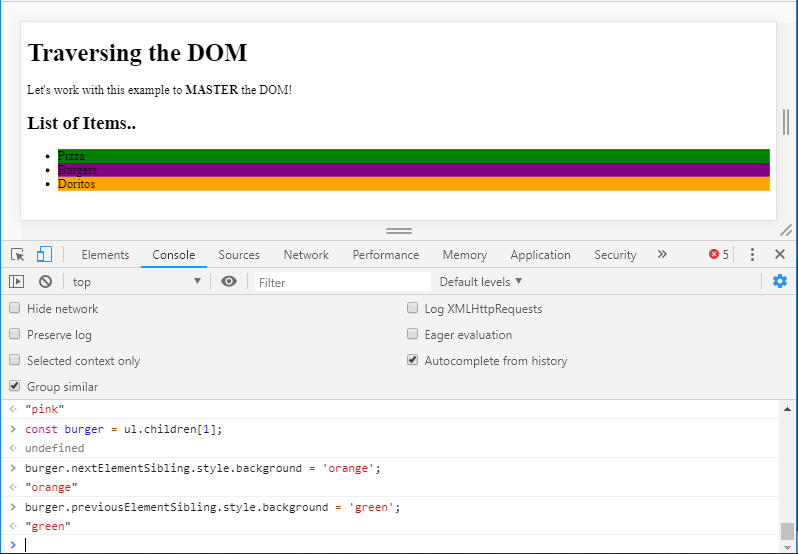 Traversing the DOM
Let's work with this example to MASTER the DOM!
List of Items..
Pizza
Burgers
Doritos
Elements Console Sources Network Performance Memory Application Security » 5
top Filter Default levels
Hide network Log XMLHttpRequests
Preserve log Eager evaluation
Selected context only Autocomplete from history
Group similar
"pink"
const burger = ul.children[1];
undefined
burger.nextElementSibling.style.background = 'orange';
"orange"
burger.previousElementSibling.style.background = 'green';
"green"